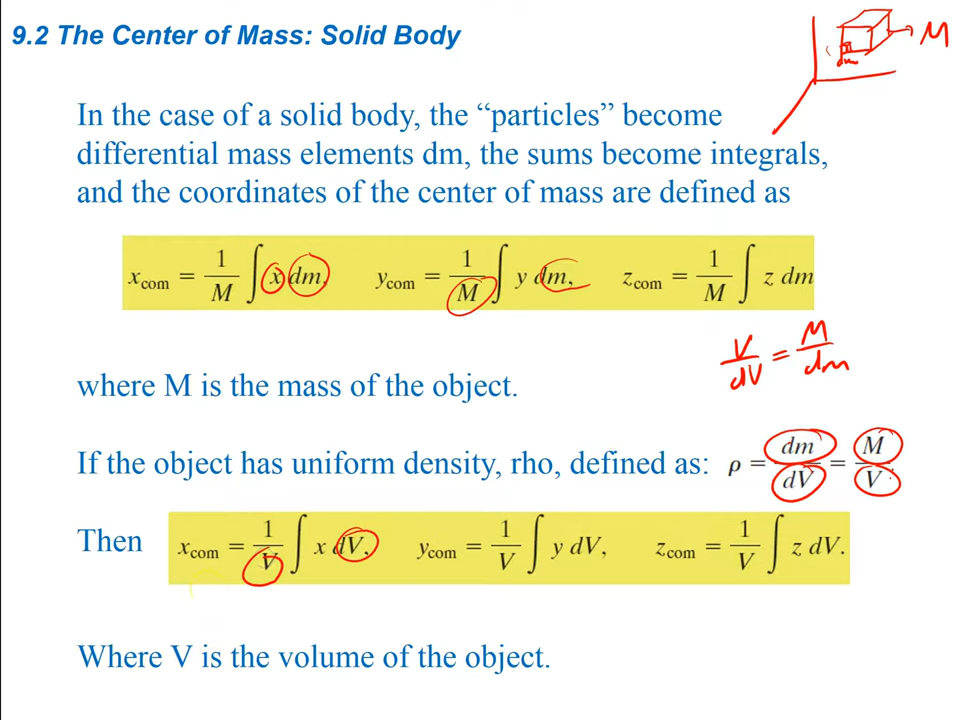 9.2 The Center of Mass: Solid Body
M
dm
In the case of a solid body, the “particles” become
differential mass elements dm, the sums become integrals,
and the coordinates of the center of mass are defined as
x_com = 1/M ∫ x dm, y_com = 1/M ∫ y dm, z_com = 1/M ∫ z dm
V/dV = M/dm
where M is the mass of the object.
If the object has uniform density, rho, defined as: ρ = dm/dV = M/V
Then x_com = 1/V ∫ x dV, y_com = 1/V ∫ y dV, z_com = 1/V ∫ z dV.
Where V is the volume of the object.